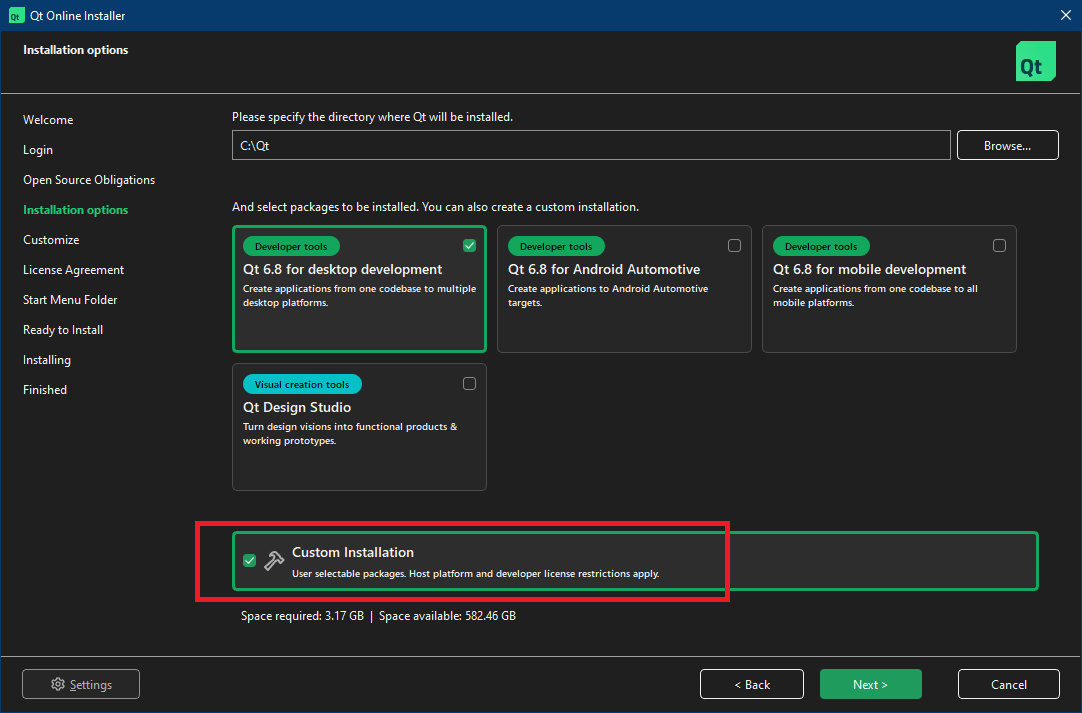 Qt Qt Online Installer
Installation options
Qt
Welcome
Login
Open Source Obligations
Installation options
Customize
License Agreement
Start Menu Folder
Ready to Install
Installing
Finished
Please specify the directory where Qt will be installed.
C:\Qt
Browse...
And select packages to be installed. You can also create a custom installation.
Developer tools
Qt 6.8 for desktop development
Create applications from one codebase to multiple
desktop platforms.
Developer tools
Qt 6.8 for Android Automotive
Create applications to Android Automotive
targets.
Developer tools
Qt 6.8 for mobile development
Create applications from one codebase to all
mobile platforms.
Visual creation tools
Qt Design Studio
Turn design visions into functional products &
working prototypes.
Custom Installation
User selectable packages. Host platform and developer license restrictions apply.
Space required: 3.17 GB | Space available: 582.46 GB
Settings
< Back
Next >
Cancel